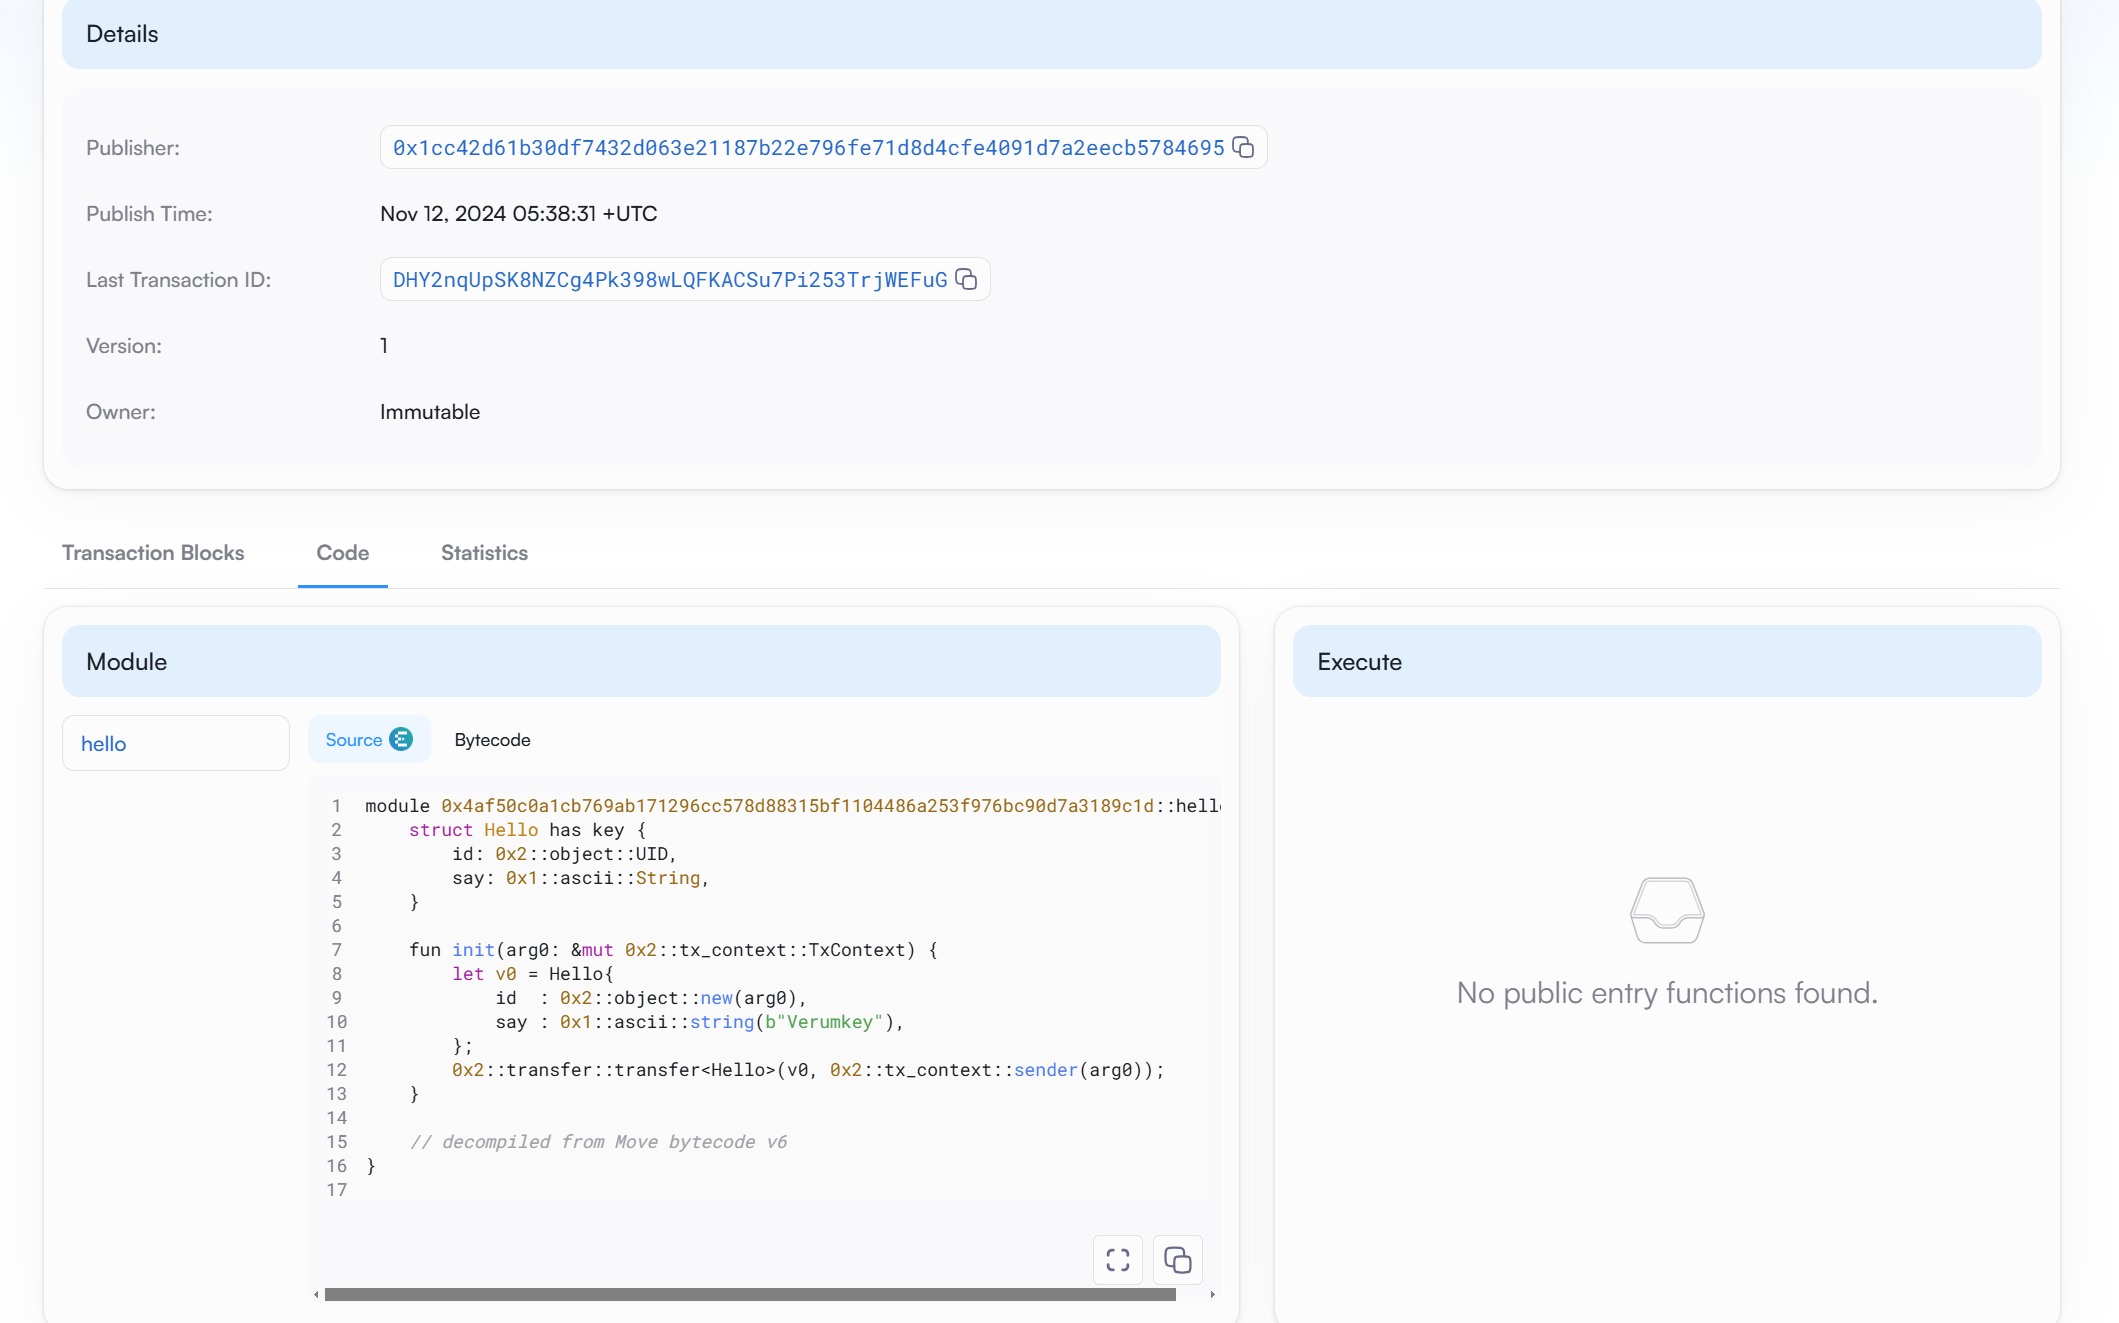 Details
Publisher: 0x1cc42d61b30df7432d063e21187b22e796fe71d8d4cfe4091d7a2eecb5784695
Publish Time: Nov 12, 2024 05:38:31 +UTC
Last Transaction ID: DHY2nqUpSK8NZCg4Pk398wLQFKACSu7Pi253TrjWEFuG
Version: 1
Owner: Immutable
Transaction Blocks Code Statistics
Module
hello
Source Bytecode
1 module 0x4af50c0a1cb769ab171296cc578d88315bf1104486a253f976bc90d7a3189c1d::hello
2     struct Hello has key {
3         id: 0x2::object::UID,
4         say: 0x1::ascii::String,
5     }
6
7     fun init(arg0: &mut 0x2::tx_context::TxContext) {
8         let v0 = Hello{
9             id  : 0x2::object::new(arg0),
10             say : 0x1::ascii::string(b"Verumkey"),
11         };
12         0x2::transfer::transfer<Hello>(v0, 0x2::tx_context::sender(arg0));
13     }
14
15     // decompiled from Move bytecode v6
16 }
17
Execute
No public entry functions found.